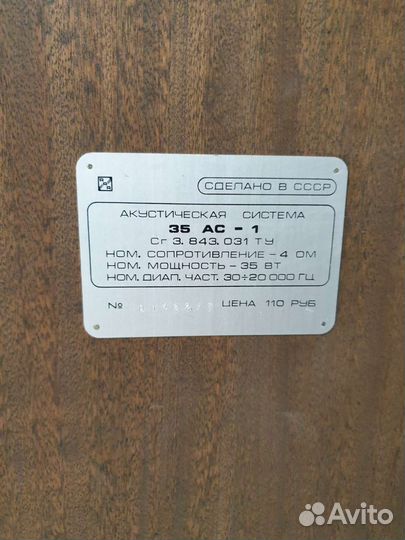 СДЕЛАНО В СССР
АКУСТИЧЕСКАЯ СИСТЕМА
35 АС - 1
Сг 3. 843. 031 ТУ
НОМ. СОПРОТИВЛЕНИЕ - 4 ОМ
НОМ. МОЩНОСТЬ - 35 ВТ
НОМ. ДИАП. ЧАСТ. 30÷20 000 ГЦ
№ ЦЕНА 110 РУБ
Avito